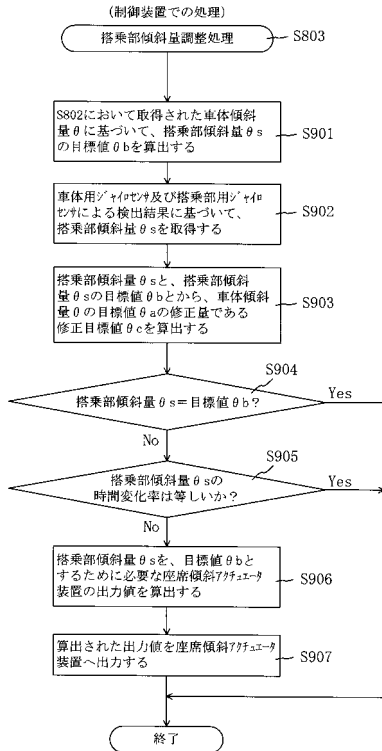 (制御装置での処理)
搭乗部傾斜量調整処理
S803
S802において取得された車体傾斜
量θに基づいて、搭乗部傾斜量θs
の目標値θbを算出する
S901
車体用ジャイロセンサ及び搭乗部用ジャイロ
センサによる検出結果に基づいて、
搭乗部傾斜量θsを取得する
S902
搭乗部傾斜量θsと、搭乗部傾斜
量θsの目標値θbとから、車体傾斜
量θの目標値θaの修正量である
修正目標値θcを算出する
S903
S904
搭乗部傾斜量θs=目標値θb?
Yes
No
S905
搭乗部傾斜量θsの
時間変化率は等しいか?
Yes
No
搭乗部傾斜量θsを、目標値θbと
するために必要な座席傾斜アクチュエータ
装置の出力値を算出する
S906
算出された出力値を座席傾斜アクチュエータ
装置へ出力する
S907
終了